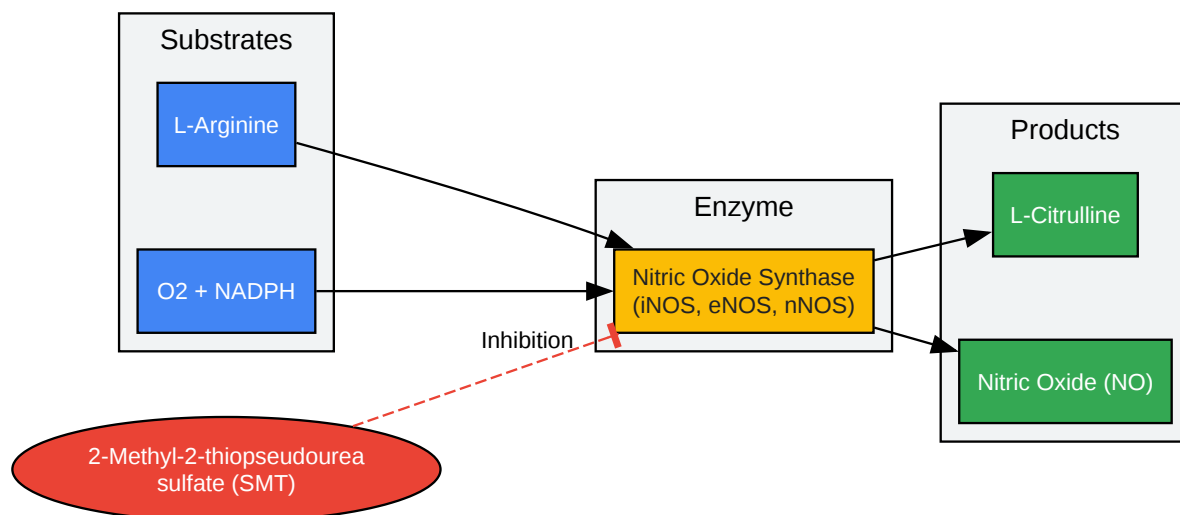 Substrates
L-Arginine
O2 + NADPH
Inhibition
2-Methyl-2-thiopseudourea
sulfate (SMT)
Enzyme
Nitric Oxide Synthase
(iNOS, eNOS, nNOS)
Products
L-Citrulline
Nitric Oxide (NO)